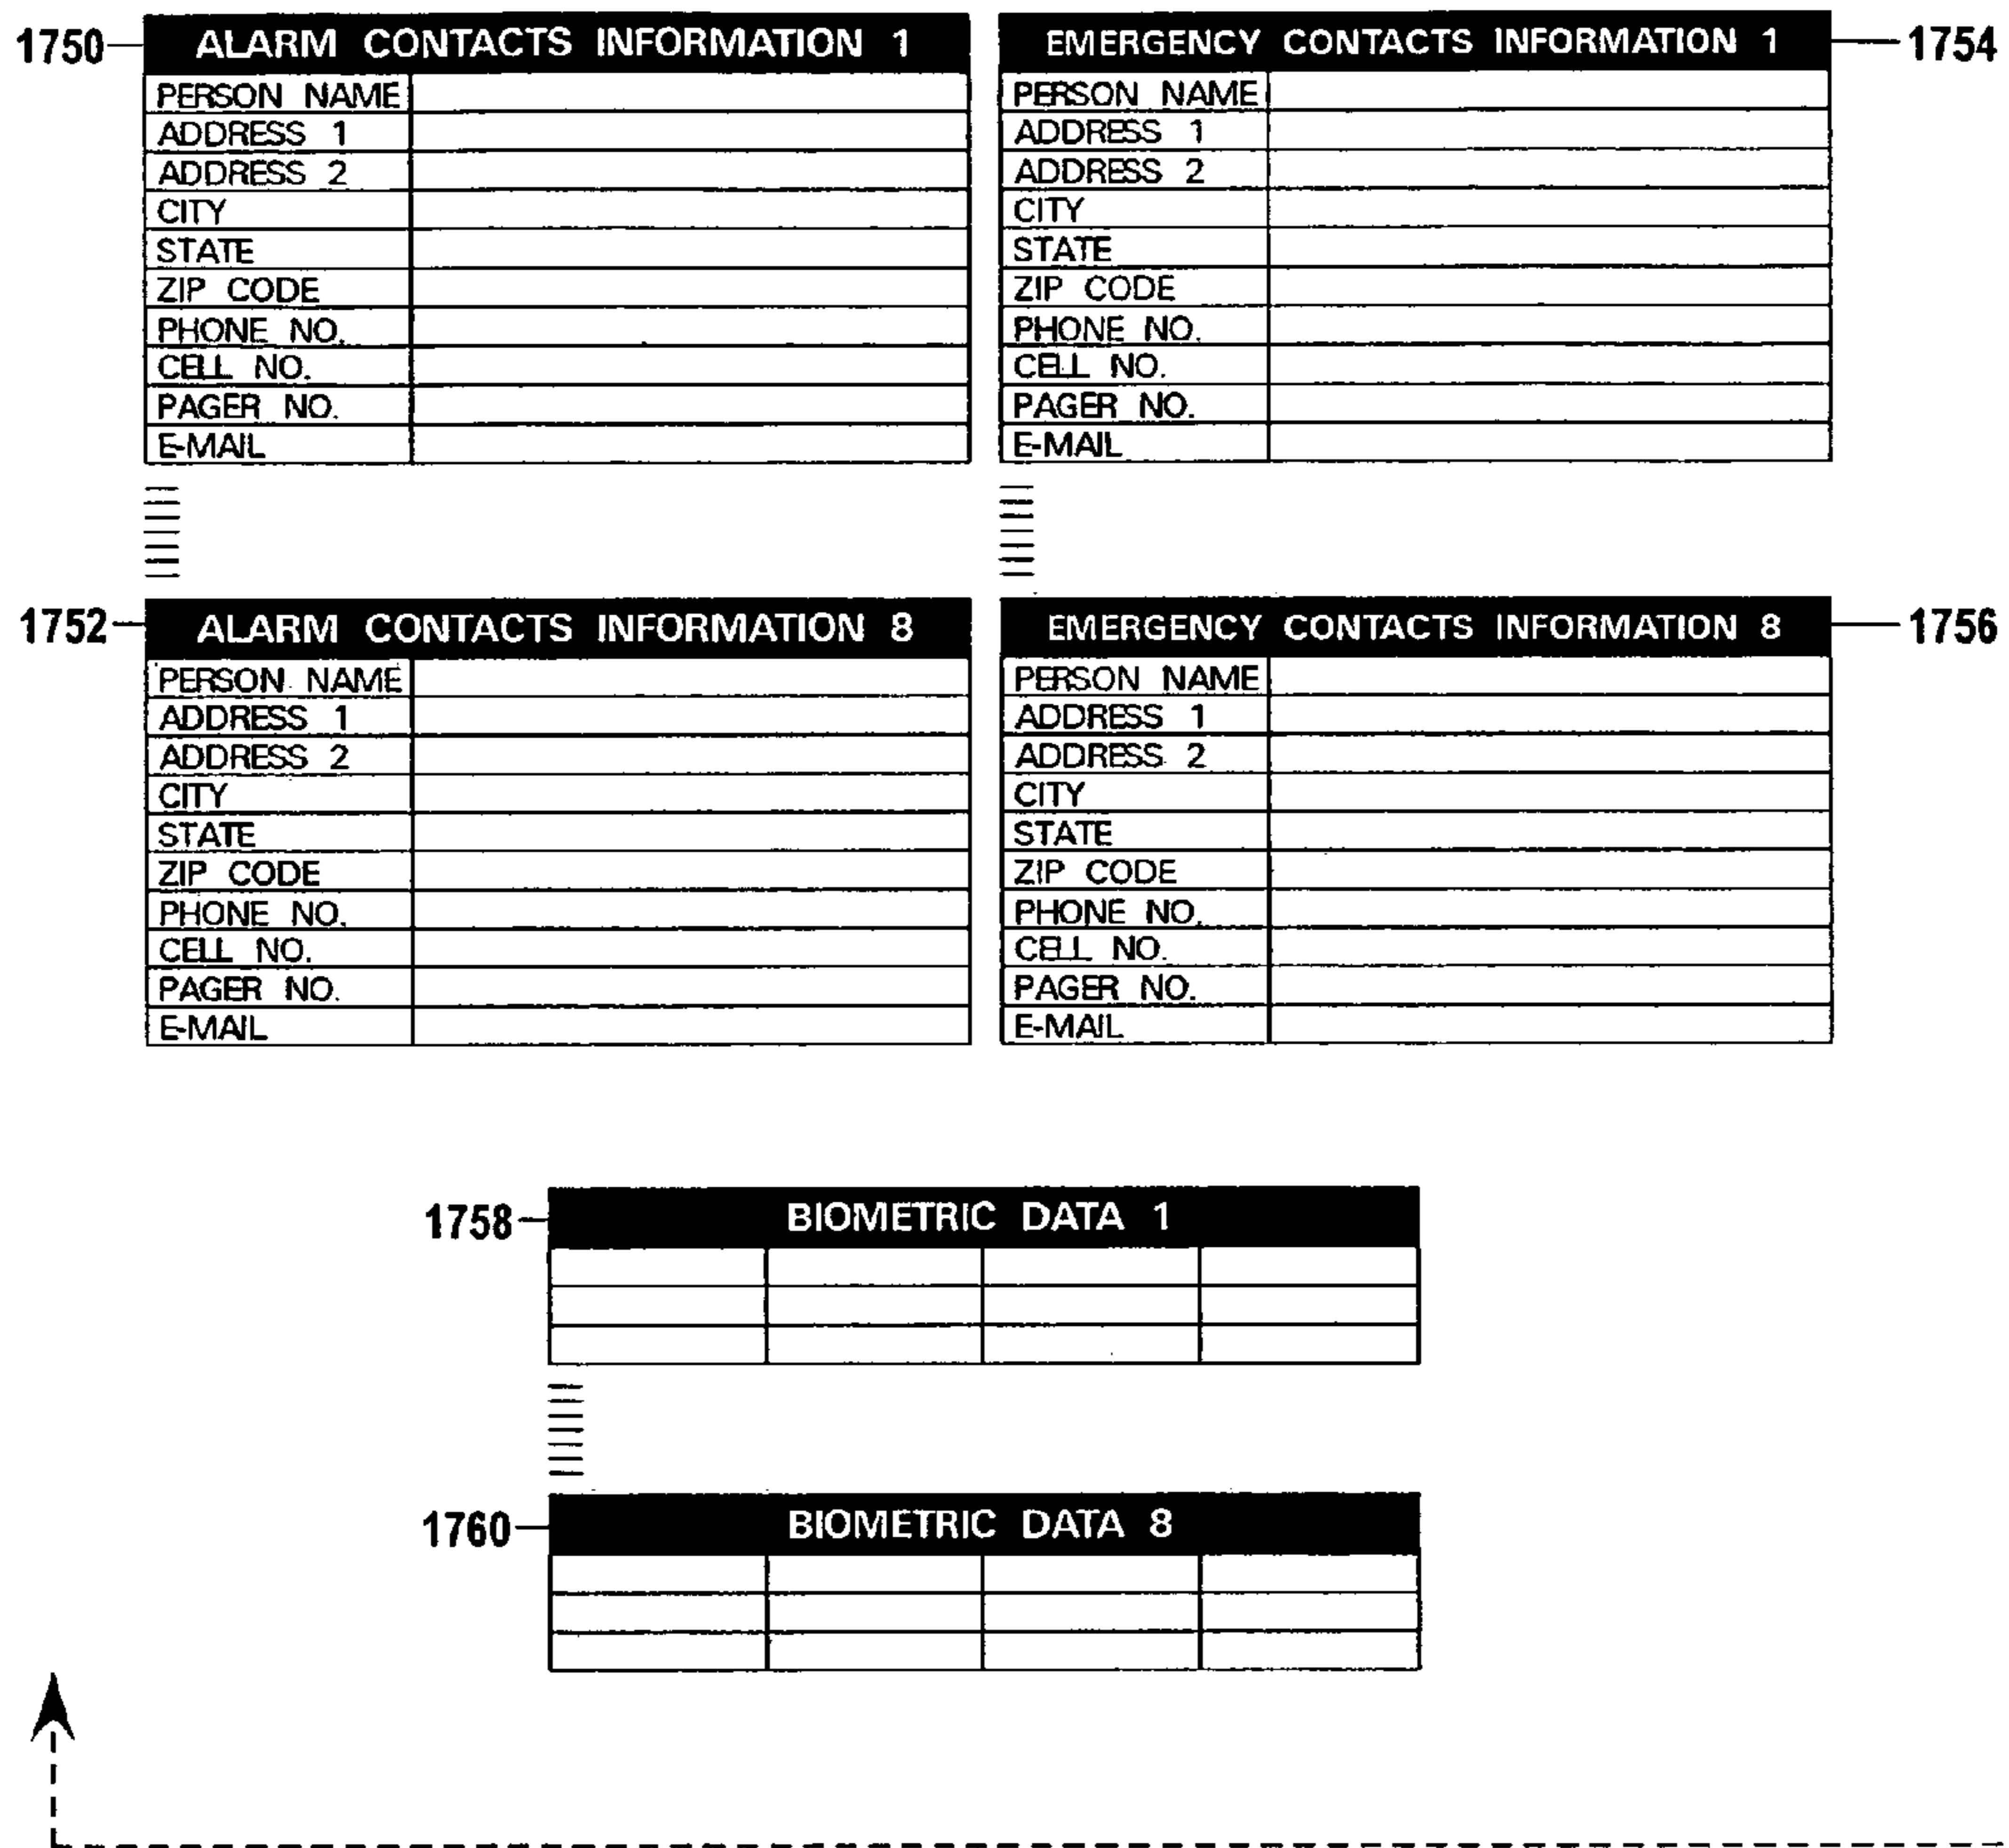 1750 ALARM CONTACTS INFORMATION 1
PERSON NAME
ADDRESS 1
ADDRESS 2
CITY
STATE
ZIP CODE
PHONE NO.
CELL NO.
PAGER NO.
E-MAIL
EMERGENCY CONTACTS INFORMATION 1 1754
PERSON NAME
ADDRESS 1
ADDRESS 2
CITY
STATE
ZIP CODE
PHONE NO.
CELL NO.
PAGER NO.
E-MAIL
1752 ALARM CONTACTS INFORMATION 8
PERSON NAME
ADDRESS 1
ADDRESS 2
CITY
STATE
ZIP CODE
PHONE NO.
CELL NO.
PAGER NO.
E-MAIL
EMERGENCY CONTACTS INFORMATION 8 1756
PERSON NAME
ADDRESS 1
ADDRESS 2
CITY
STATE
ZIP CODE
PHONE NO.
CELL NO.
PAGER NO.
E-MAIL
1758 BIOMETRIC DATA 1
1760 BIOMETRIC DATA 8